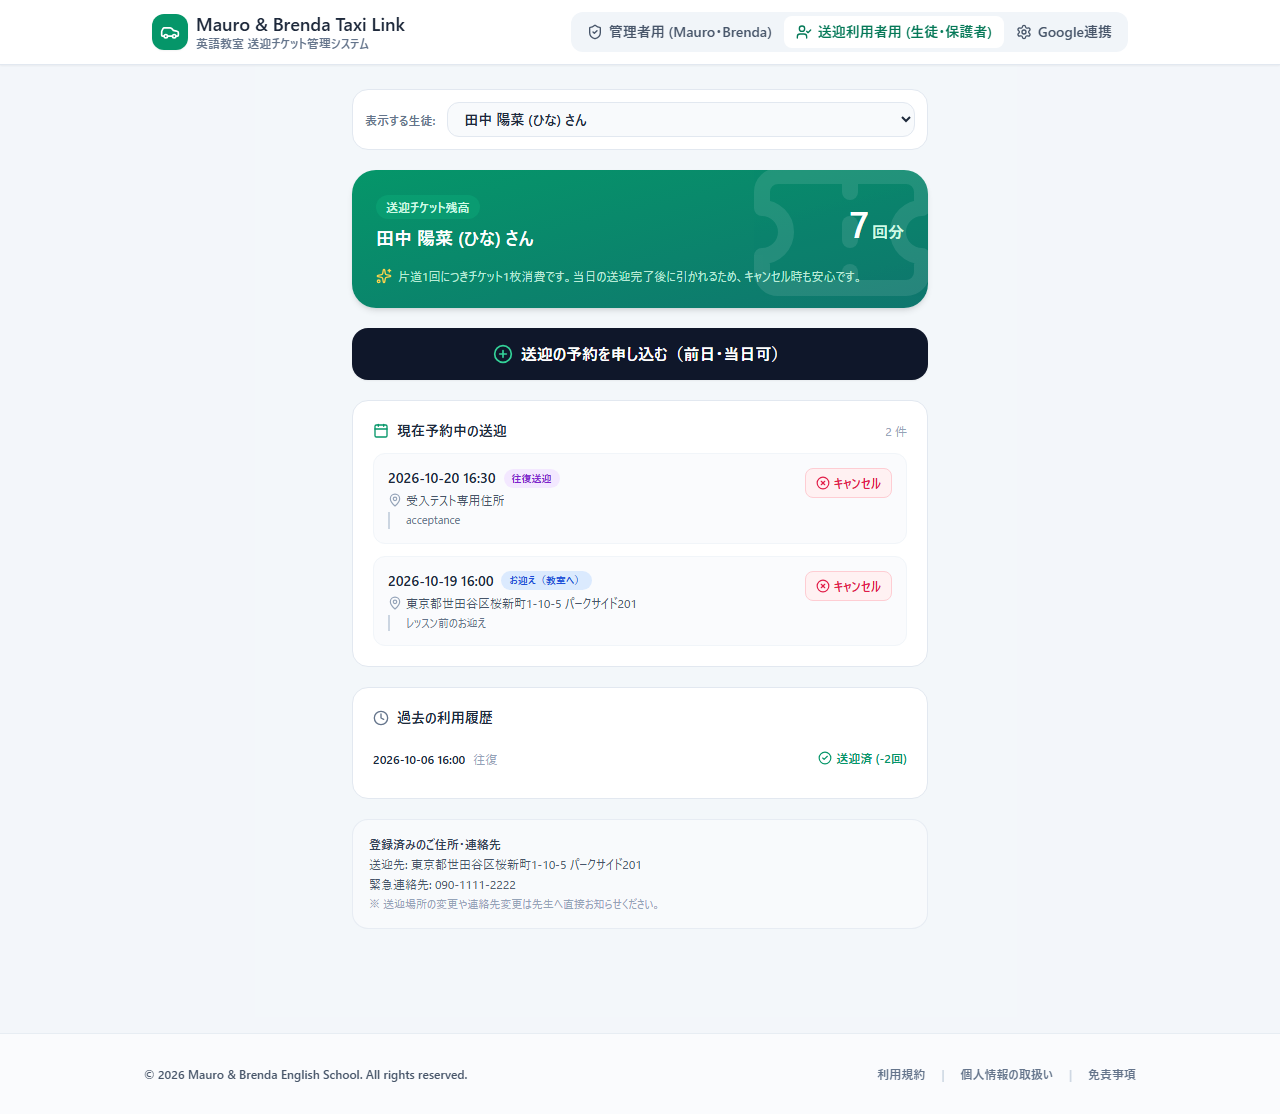 Mauro & Brenda Taxi Link
英語教室 送迎チケット管理システム
管理者用 (Mauro・Brenda)
送迎利用者用 (生徒・保護者)
Google連携
表示する生徒:
田中 陽菜 (ひな) さん
送迎チケット残高
田中 陽菜 (ひな) さん
7 回分
片道1回につきチケット1枚消費です。当日の送迎完了後に引かれるため、キャンセル時も安心です。
送迎の予約を申し込む（前日・当日可）
現在予約中の送迎
2 件
2026-10-20 16:30 往復送迎
キャンセル
受入テスト専用住所
acceptance
2026-10-19 16:00 お迎え（教室へ）
キャンセル
東京都世田谷区桜新町1-10-5 パークサイド201
レッスン前のお迎え
過去の利用履歴
2026-10-06 16:00 往復
送迎済 (-2回)
登録済みのご住所・連絡先
送迎先: 東京都世田谷区桜新町1-10-5 パークサイド201
緊急連絡先: 090-1111-2222
※ 送迎場所の変更や連絡先変更は先生へ直接お知らせください。
© 2026 Mauro & Brenda English School. All rights reserved.
利用規約 | 個人情報の取扱い | 免責事項